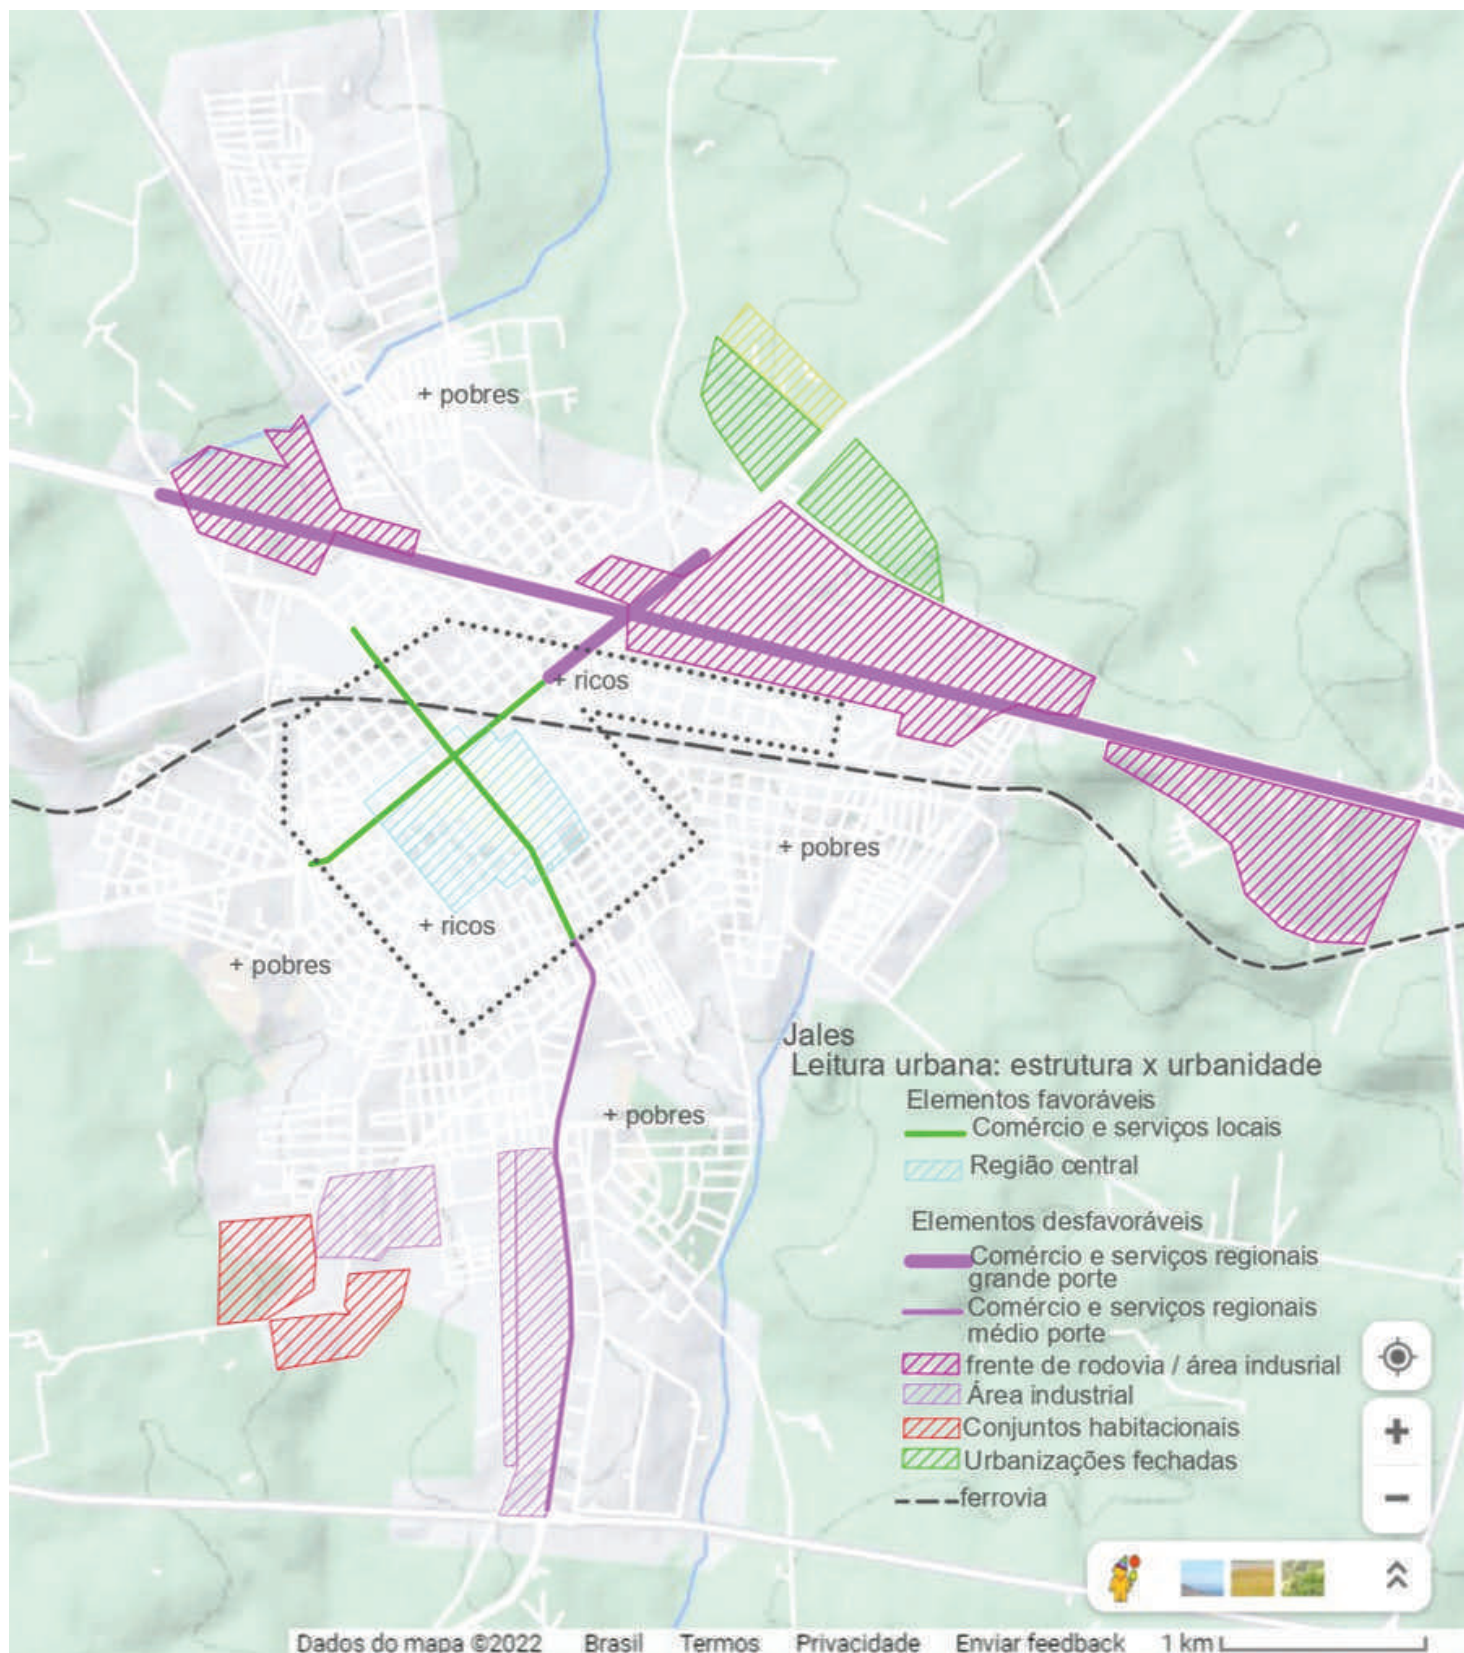 + pobres
+ ricos
+ pobres
+ ricos
+ pobres
Jales
Leitura urbana: estrutura x urbanidade
Elementos favoráveis
Comércio e serviços locais
+ pobres
Região central
Elementos desfavoráveis
Comércio e serviços regionais
grande porte
Comércio e serviços regionais
médio porte
frente de rodovia / área indusrial
Área industrial
Conjuntos habitacionais
Urbanizações fechadas
ferrovia
Dados do mapa ©2022 Brasil Termos Privacidade Enviar feedback 1 km